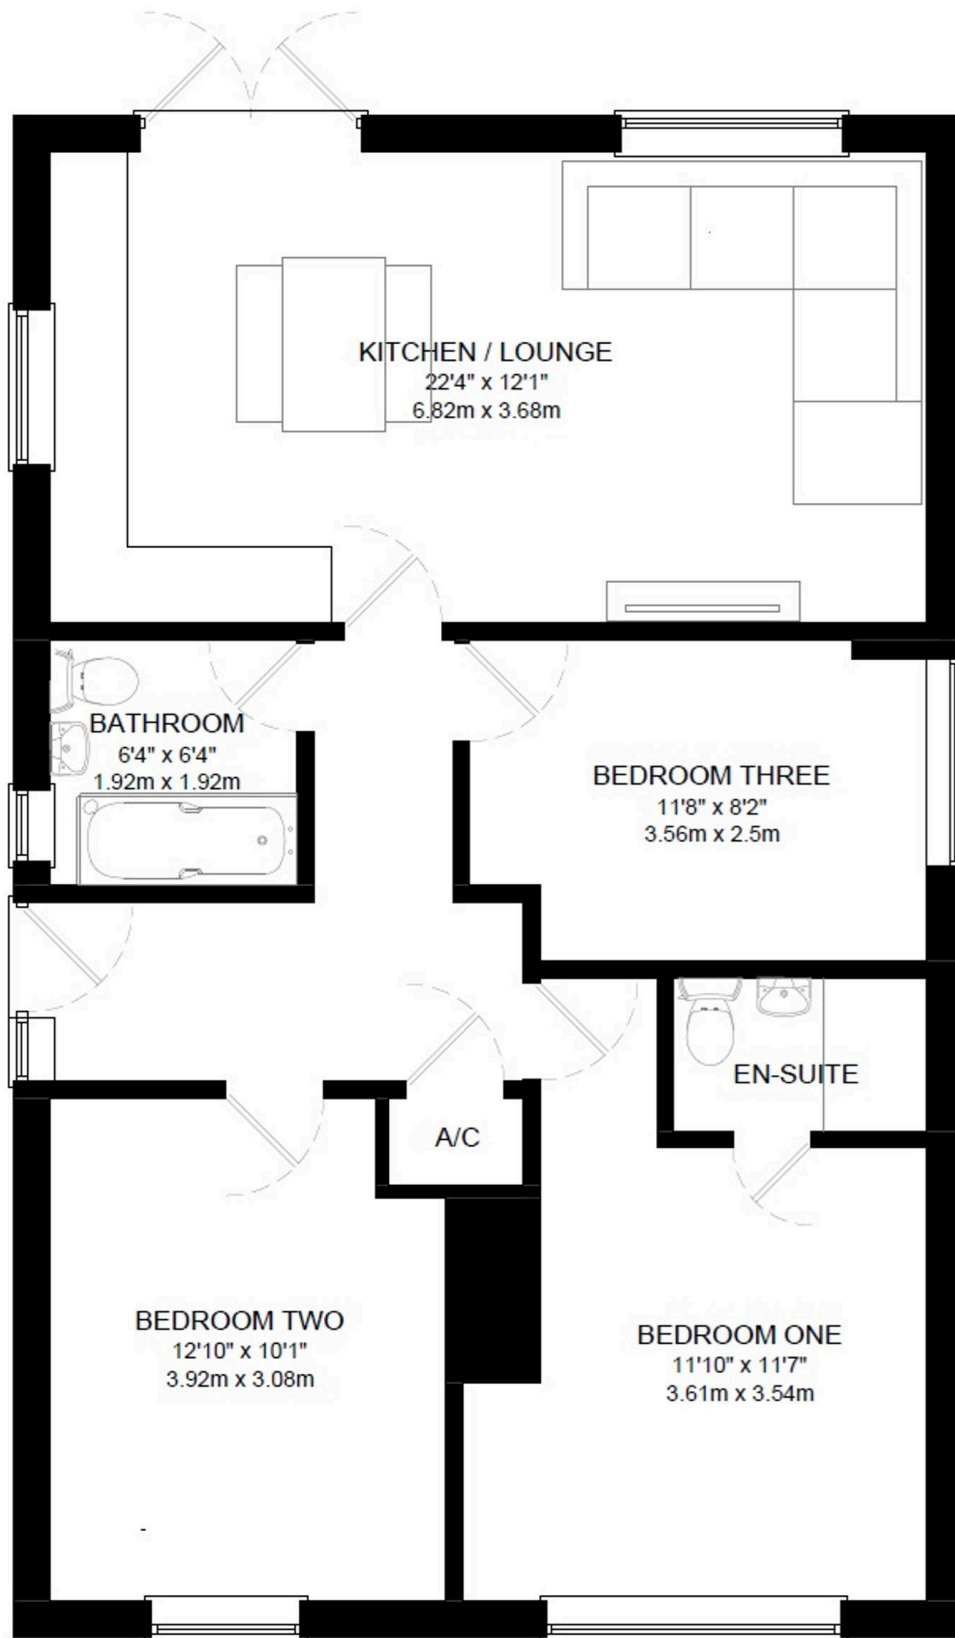 KITCHEN / LOUNGE
22'4" x 12'1"
6.82m x 3.68m
BATHROOM
6'4" x 6'4"
1.92m x 1.92m
BEDROOM THREE
11'8" x 8'2"
3.56m x 2.5m
EN-SUITE
A/C
BEDROOM TWO
12'10" x 10'1"
3.92m x 3.08m
BEDROOM ONE
11'10" x 11'7"
3.61m x 3.54m